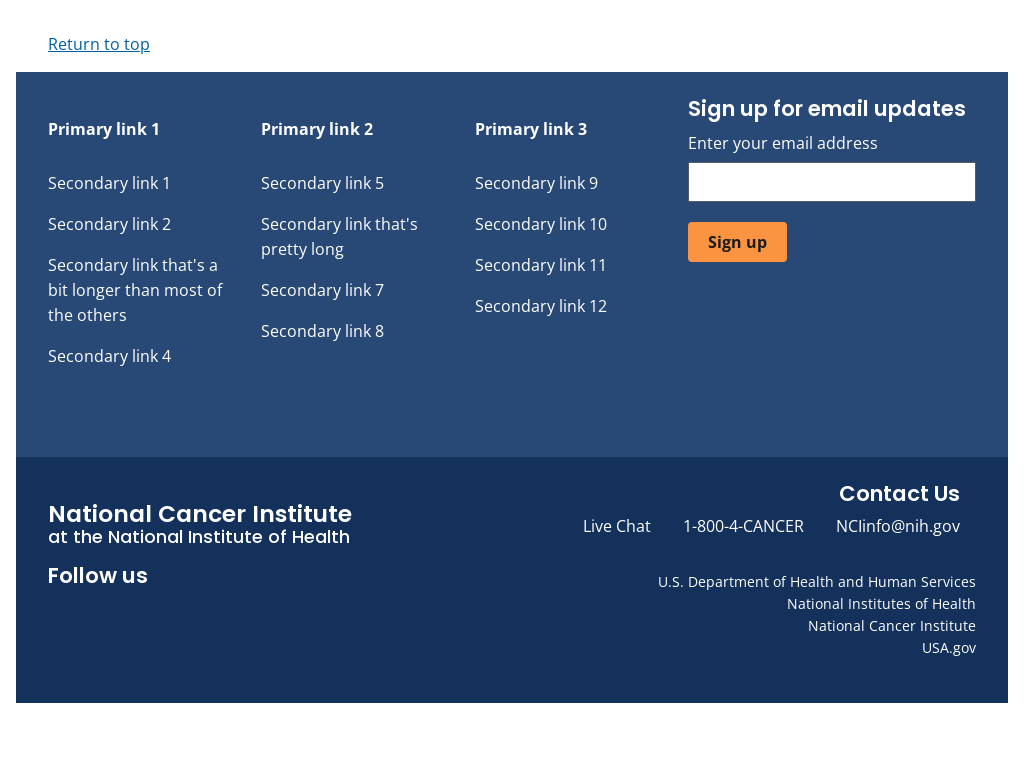 Return to top
Primary link 1
Secondary link 1
Secondary link 2
Secondary link that's a
bit longer than most of
the others
Secondary link 4
Primary link 2
Secondary link 5
Secondary link that's
pretty long
Secondary link 7
Secondary link 8
Primary link 3
Secondary link 9
Secondary link 10
Secondary link 11
Secondary link 12
Sign up for email updates
Enter your email address
Sign up
National Cancer Institute
at the National Institute of Health
Follow us
Contact Us
Live Chat 1-800-4-CANCER NCIinfo@nih.gov
U.S. Department of Health and Human Services
National Institutes of Health
National Cancer Institute
USA.gov